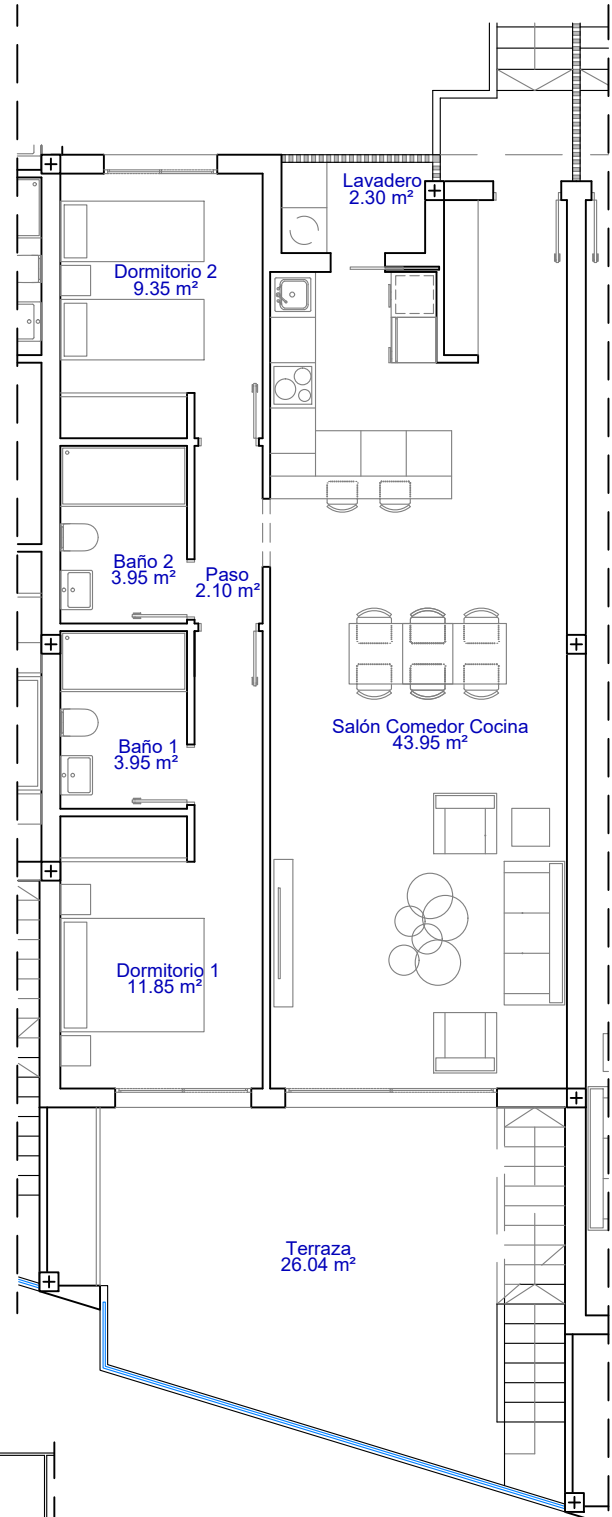 Lavadero
2.30 m²
Dormitorio 2
9.35 m²
Baño 2
3.95 m²
Paso
2.10 m²
Salón Comedor Cocina
43.95 m²
Baño 1
3.95 m²
Dormitorio 1
11.85 m²
Terraza
26.04 m²